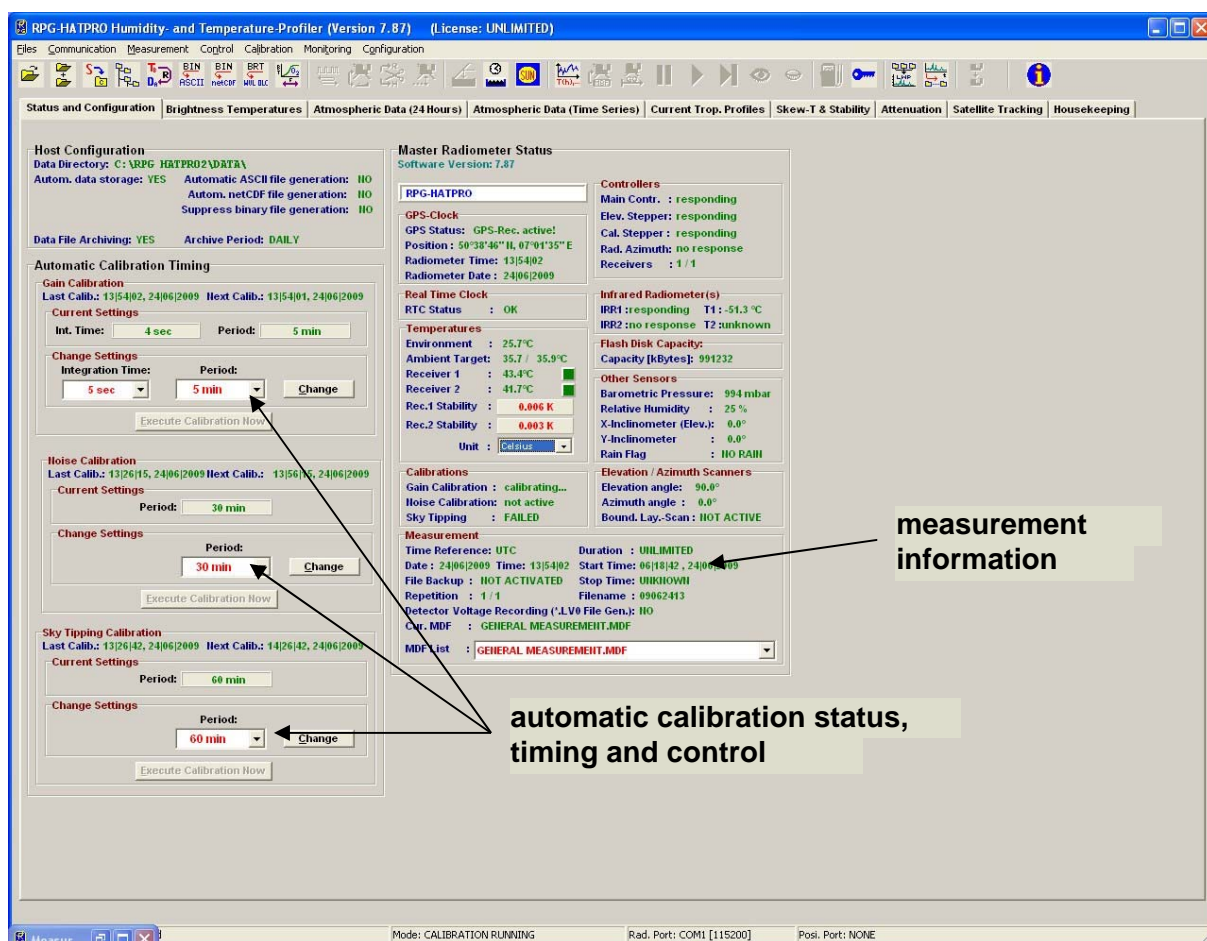 RPG-HATPRO Humidity- and Temperature-Profiler (Version 7.87) (License: UNLIMITED)
Files Communication Measurement Control Calibration Monitoring Configuration
BIN ASCII BIN netCDF BRT SUN
Status and Configuration Brightness Temperatures Atmospheric Data (24 Hours) Atmospheric Data (Time Series) Current Trop. Profiles Skew-T & Stability Attenuation Satellite Tracking Housekeeping
Host Configuration
Data Directory: C:\RPG HATPRO2\DATA\
Autom. data storage: YES Automatic ASCII file generation: NO
Autom. netCDF file generation: NO
Suppress binary file generation: NO
Data File Archiving: YES Archive Period: DAILY
Automatic Calibration Timing
Gain Calibration
Last Calib.: 13|54|02, 24|06|2009 Next Calib.: 13|54|01, 24|06|2009
Current Settings
Int. Time: 4 sec Period: 5 min
Change Settings
Integration Time: Period:
5 sec 5 min Change
Execute Calibration Now
Noise Calibration
Last Calib.: 13|26|15, 24|06|2009 Next Calib.: 13|56|15, 24|06|2009
Current Settings
Period: 30 min
Change Settings
Period:
30 min Change
Execute Calibration Now
Sky Tipping Calibration
Last Calib.: 13|26|42, 24|06|2009 Next Calib.: 14|26|42, 24|06|2009
Current Settings
Period: 60 min
Change Settings
Period:
60 min Change
Execute Calibration Now
Master Radiometer Status
Software Version: 7.87
RPG-HATPRO
GPS-Clock
GPS Status: GPS-Rec. active!
Position : 50°38'46" N, 07°01'35" E
Radiometer Time: 13|54|02
Radiometer Date : 24|06|2009
Real Time Clock
RTC Status : OK
Temperatures
Environment : 25.7°C
Ambient Target: 35.7 / 35.9°C
Receiver 1 : 43.4°C
Receiver 2 : 41.7°C
Rec.1 Stability : 0.006 K
Rec.2 Stability : 0.003 K
Unit : Celsius
Calibrations
Gain Calibration : calibrating...
Noise Calibration: not active
Sky Tipping : FAILED
Controllers
Main Contr. : responding
Elev. Stepper: responding
Cal. Stepper : responding
Rad. Azimuth: no response
Receivers : 1 / 1
Infrared Radiometer(s)
IRR1 :responding T1 : -51.3 °C
IRR2 :no response T2 :unknown
Flash Disk Capacity:
Capacity [kBytes]: 991232
Other Sensors
Barometric Pressure: 994 mbar
Relative Humidity : 25 %
X-Inclinometer (Elev.): 0.0°
Y-Inclinometer : 0.0°
Rain Flag : NO RAIN
Elevation / Azimuth Scanners
Elevation angle: 90.0°
Azimuth angle : 0.0°
Bound. Lay.-Scan : NOT ACTIVE
Measurement
Time Reference: UTC Duration : UNLIMITED
Date : 24|06|2009 Time: 13|54|02 Start Time: 06|18|42 , 24|06|2009
File Backup : NOT ACTIVATED Stop Time: UNKNOWN
Repetition : 1 / 1 Filename : 09062413
Detector Voltage Recording (*.LV0 File Gen.): NO
Cur. MDF : GENERAL MEASUREMENT.MDF
MDF List : GENERAL MEASUREMENT.MDF
measurement
information
automatic calibration status,
timing and control
Mode: CALIBRATION RUNNING Rad. Port: COM1 [115200] Posi. Port: NONE